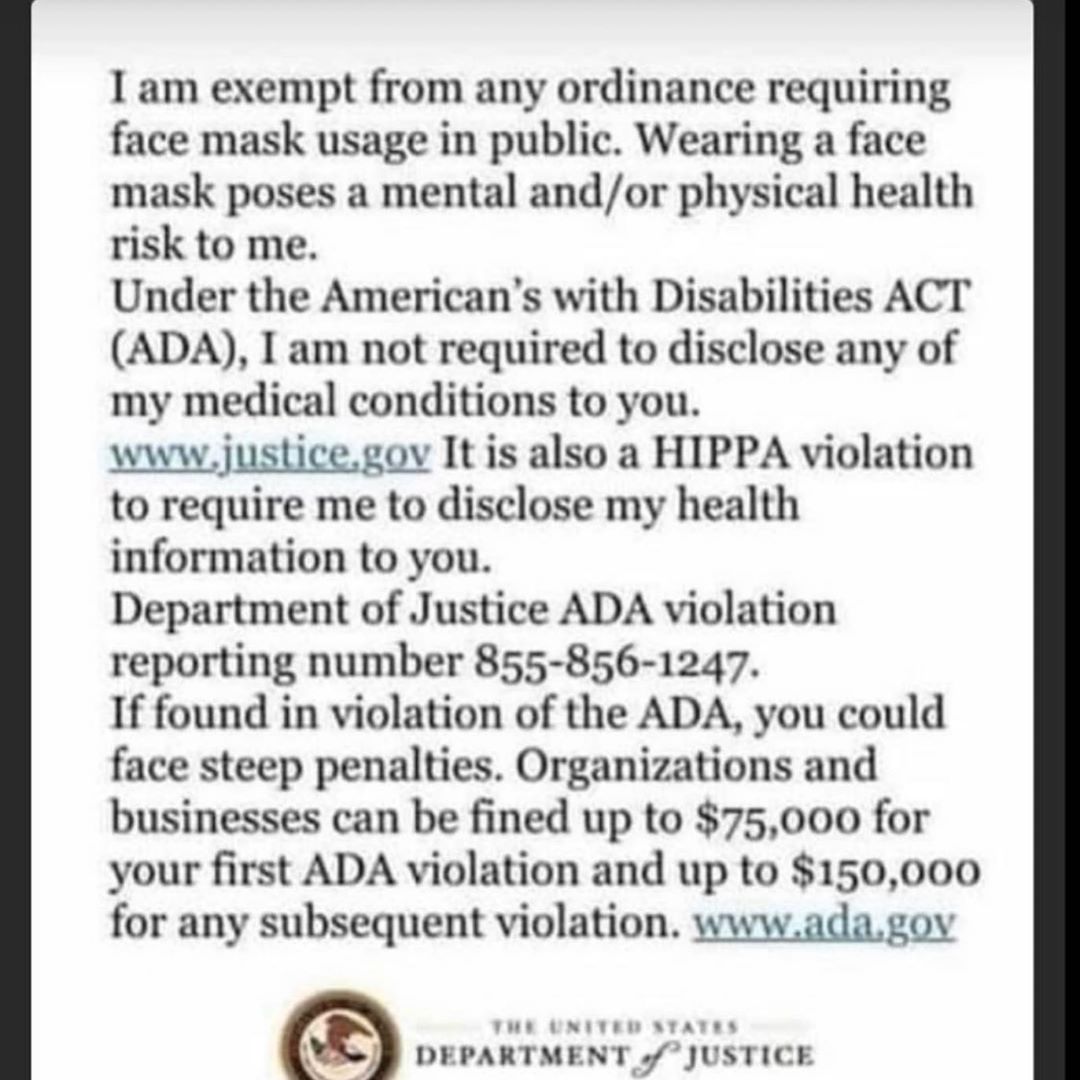 I am exempt from any ordinance requiring
face mask usage in public. Wearing a face
mask poses a mental and/or physical health
risk to me.
Under the American's with Disabilities ACT
(ADA), I am not required to disclose any of
my medical conditions to you.
www.justice.gov It is also a HIPPA violation
to require me to disclose my health
information to you.
Department of Justice ADA violation
reporting number 855-856-1247.
If found in violation of the ADA, you could
face steep penalties. Organizations and
businesses can be fined up to $75,000 for
your first ADA violation and up to $150,000
for any subsequent violation. www.ada.gov
THE UNITED STATES
DEPARTMENT of JUSTICE